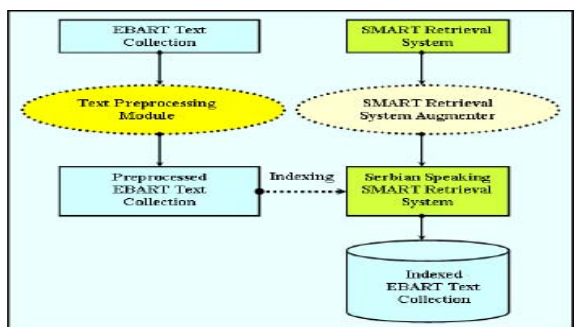 EBART Text
Collection
SMART Retrieval
System
Text Preprocessing
Module
SMART Retrieval
System Augmenter
Preprocessed
EBART Text
Collection
Indexing
Serbian Speaking
SMART Retrieval
System
Indexed
EBART Text
Collection